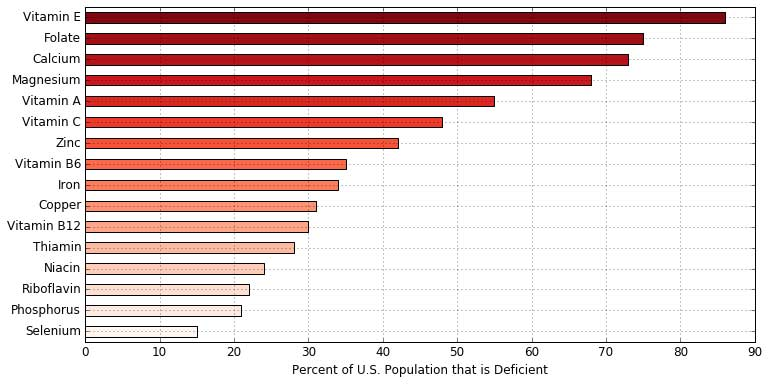 Vitamin E
Folate
Calcium
Magnesium
Vitamin A
Vitamin C
Zinc
Vitamin B6
Iron
Copper
Vitamin B12
Thiamin
Niacin
Riboflavin
Phosphorus
Selenium
0 10 20 30 40 50 60 70 80 90
Percent of U.S. Population that is Deficient